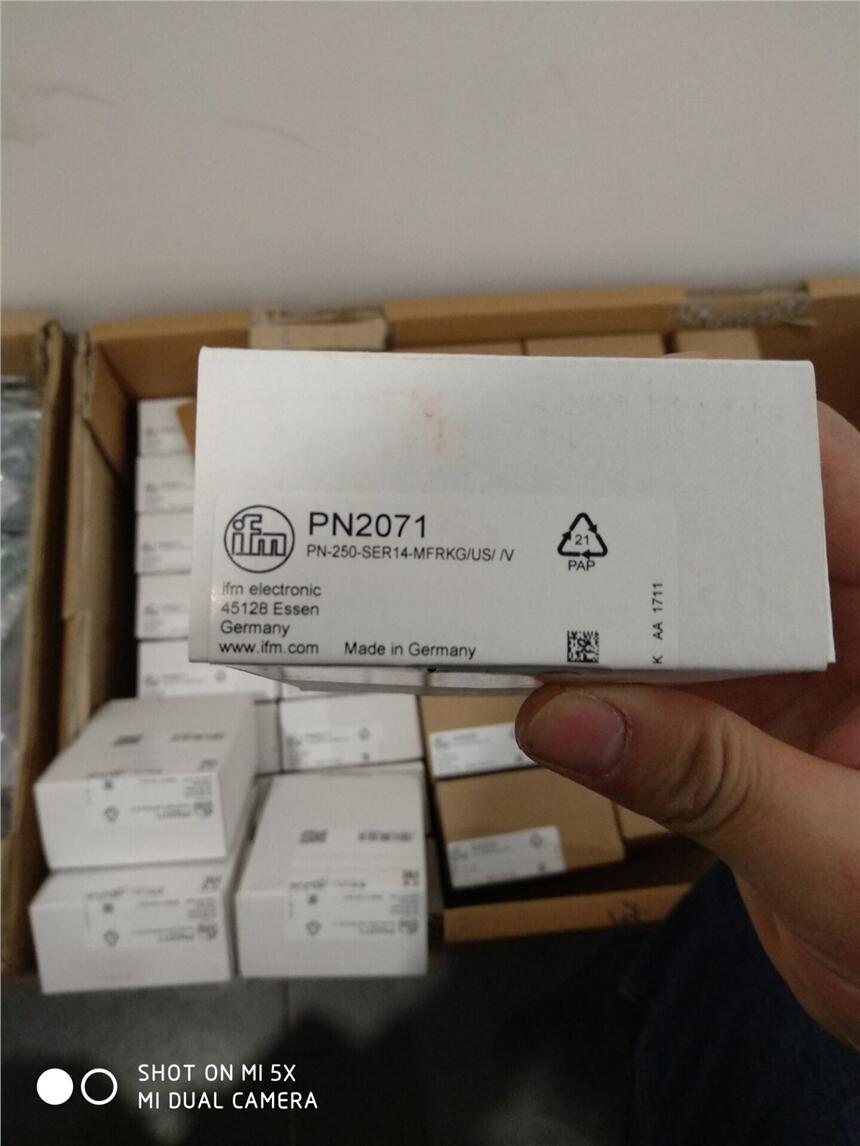 ifm
PN2071
PN-250-SER14-MFRKG/US/ /V
21
PAP
ifm electronic
45128 Essen
Germany
www.ifm.com Made in Germany
K AA 1711
SHOT ON MI 5X
MI DUAL CAMERA